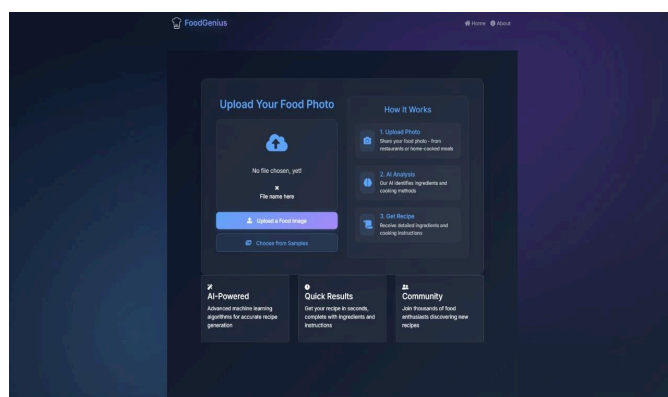 FoodGenius
Home About
Upload Your Food Photo
No file chosen, yet!
×
File name here
Upload a Food Image
Choose from Samples
How It Works
1. Upload Photo
Share your food photo - from
restaurants or home-cooked meals
2. AI Analysis
Our AI identifies ingredients and
cooking methods
3. Get Recipe
Receive detailed ingredients and
cooking instructions
AI-Powered
Advanced machine learning
algorithms for accurate recipe
generation
Quick Results
Get your recipe in seconds,
complete with ingredients and
instructions
Community
Join thousands of food
enthusiasts discovering new
recipes